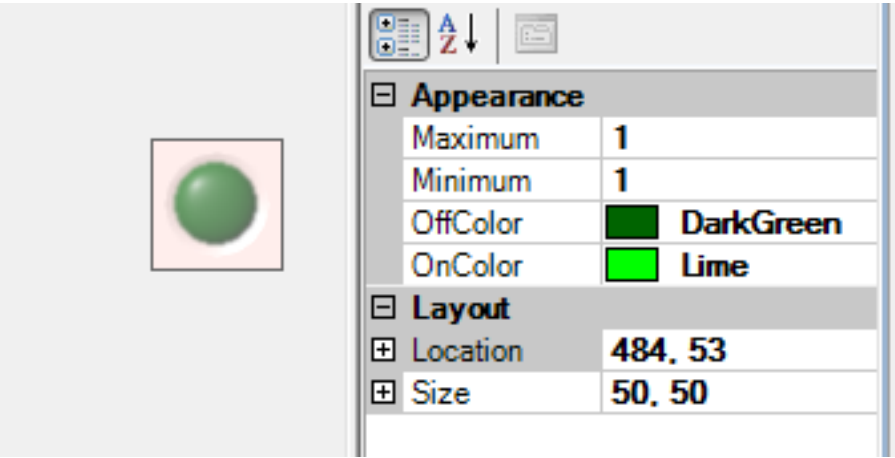 A
Z
Appearance
Maximum 1
Minimum 1
OffColor DarkGreen
OnColor Lime
Layout
Location 484, 53
Size 50, 50